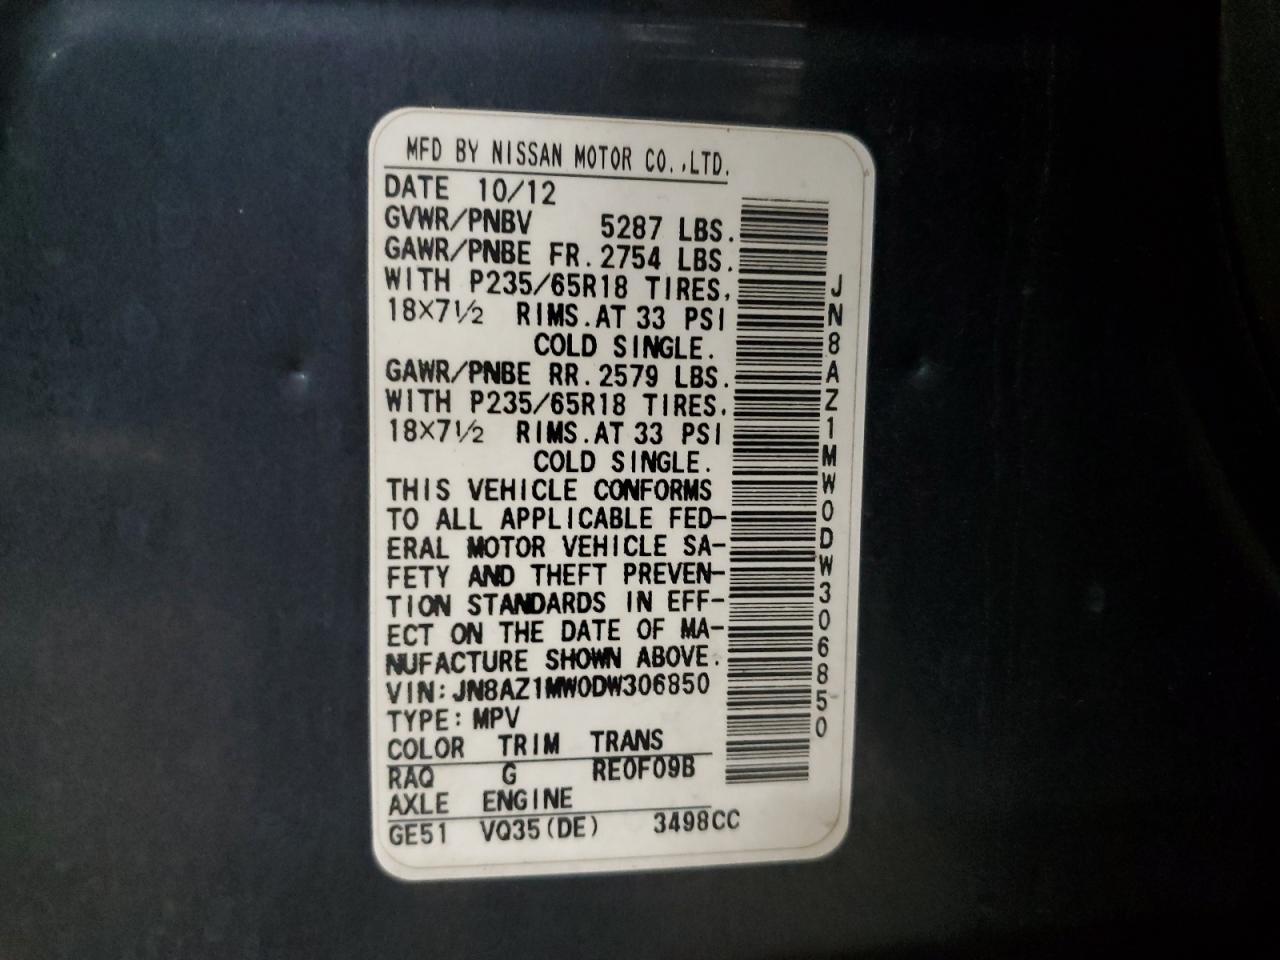 MFD BY NISSAN MOTOR CO.,LTD.
DATE 10/12
GVWR/PNBV 5287 LBS.
GAWR/PNBE FR. 2754 LBS.
WITH P235/65R18 TIRES,
18×7½ RIMS.AT 33 PSI
COLD SINGLE.
GAWR/PNBE RR. 2579 LBS.
WITH P235/65R18 TIRES.
18×7½ RIMS.AT 33 PSI
COLD SINGLE.
THIS VEHICLE CONFORMS
TO ALL APPLICABLE FED-
ERAL MOTOR VEHICLE SA-
FETY AND THEFT PREVEN-
TION STANDARDS IN EFF-
ECT ON THE DATE OF MA-
NUFACTURE SHOWN ABOVE.
VIN: JN8AZ1MW0DW306850
TYPE: MPV
COLOR TRIM TRANS
RAQ G RE0F09B
AXLE ENGINE
GE51 VQ35(DE) 3498CC
JN8AZ1MW0DW306850